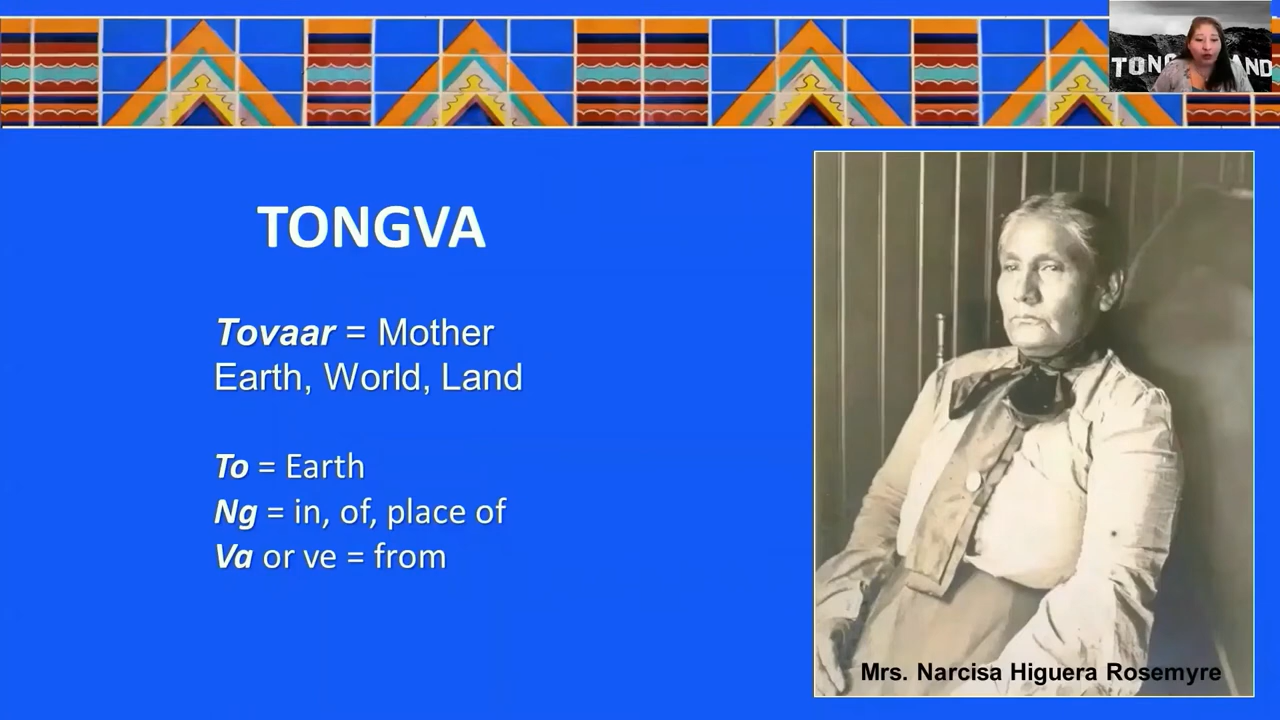 TONGVA
Tovaar = Mother
Earth, World, Land
To = Earth
Ng = in, of, place of
Va or ve = from
Mrs. Narcisa Higuera Rosemyre